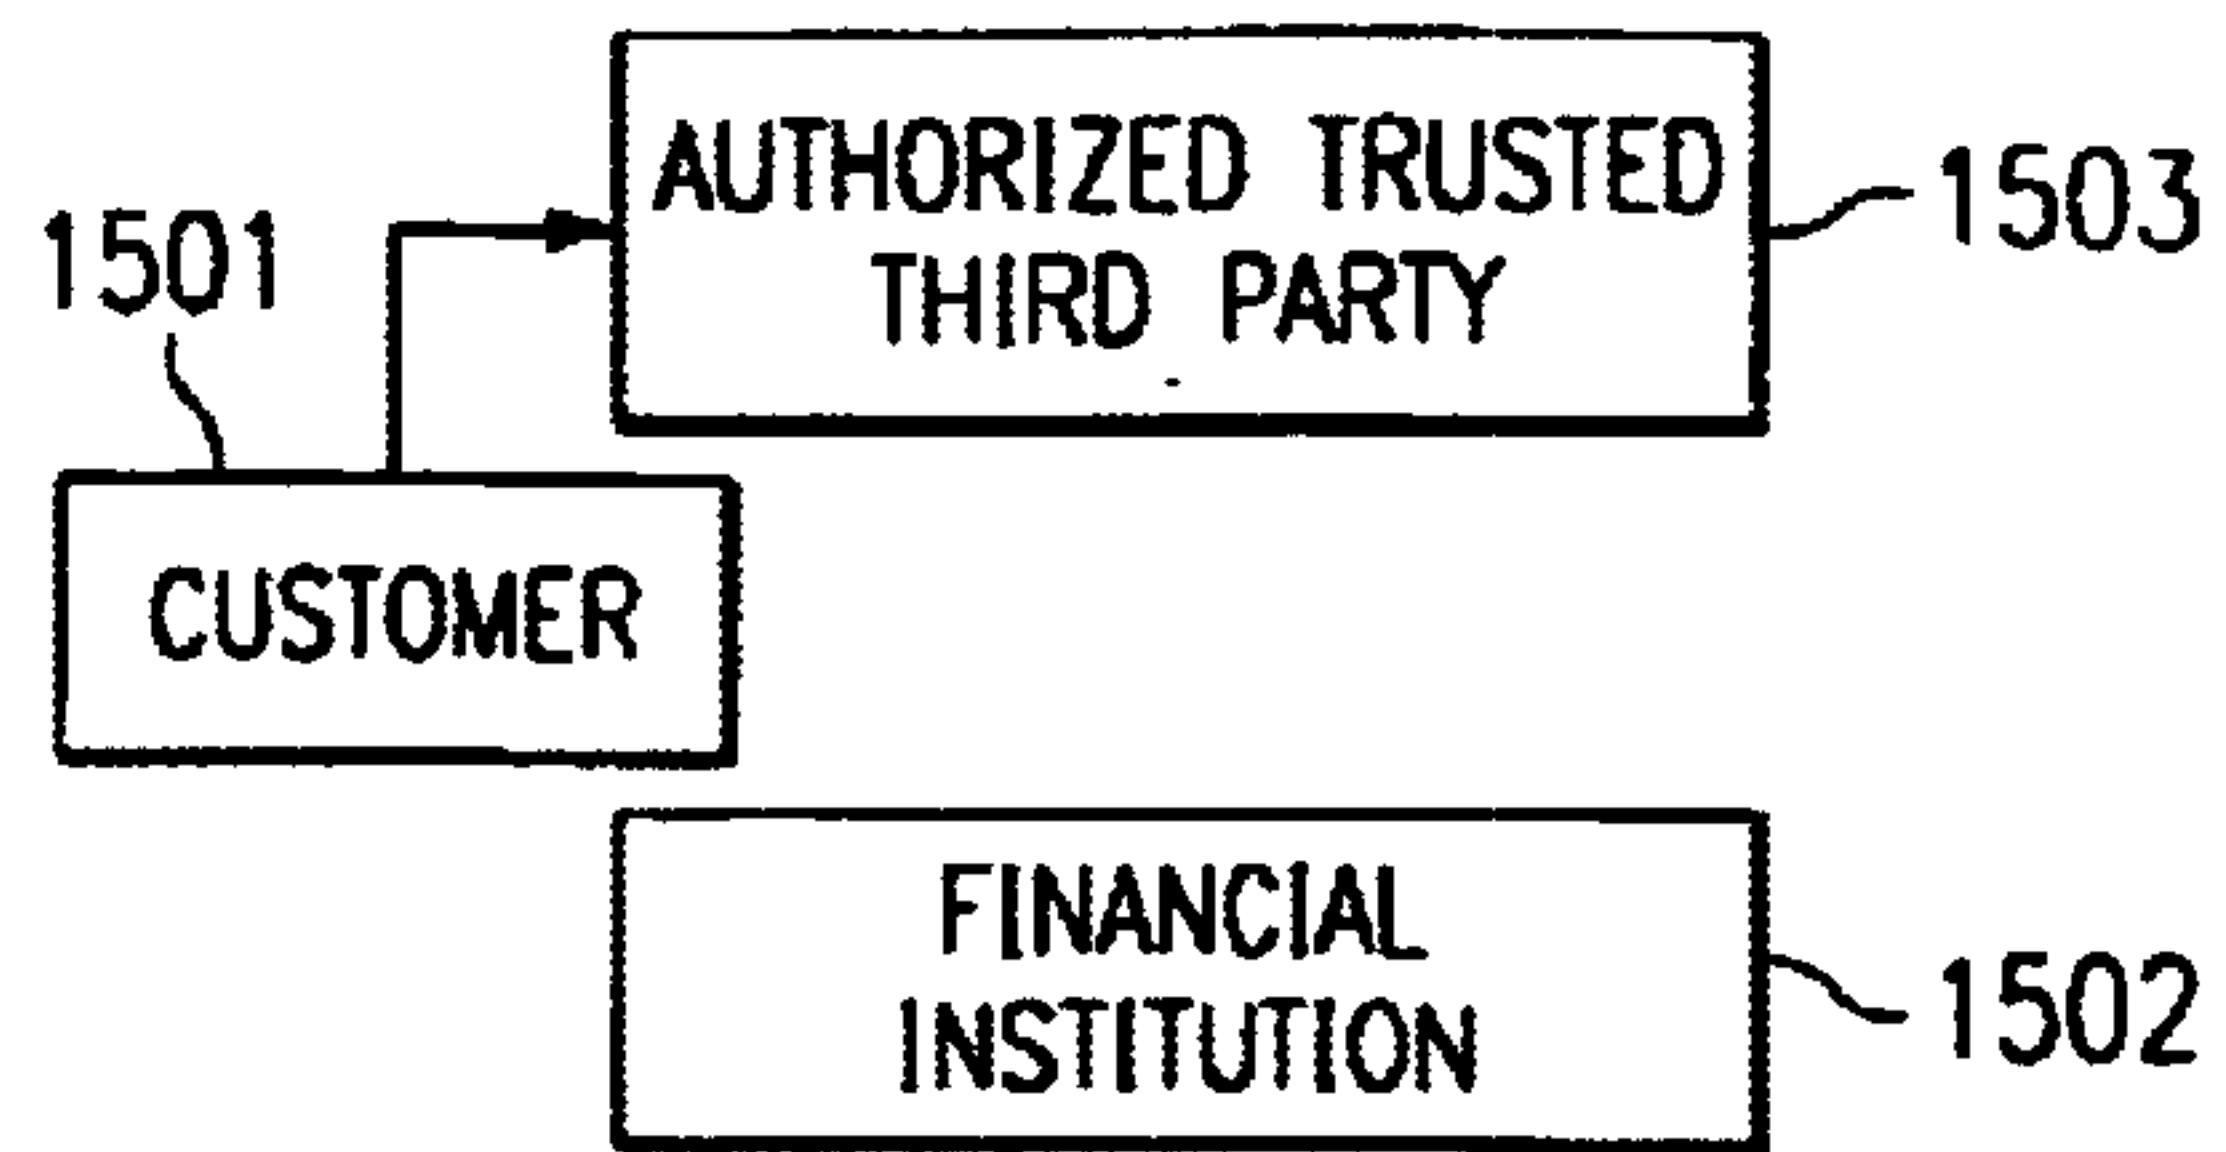 AUTHORIZED TRUSTED
THIRD PARTY
1503
1501
CUSTOMER
FINANCIAL
INSTITUTION
1502